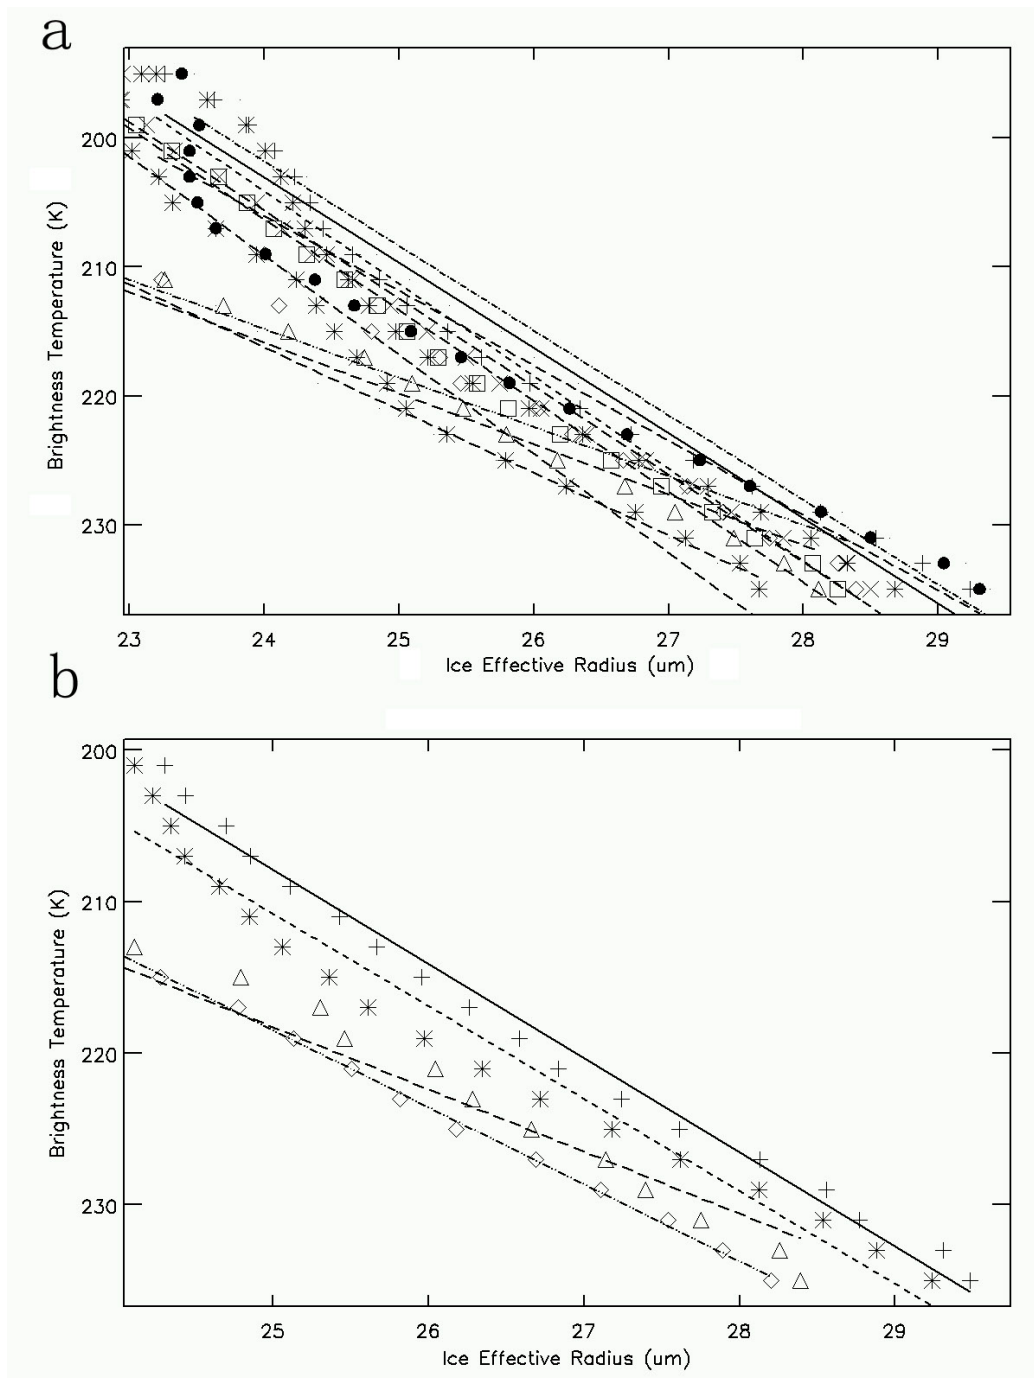 a
200
210
220
230
Brightness Temperature (K)
23 24 25 26 27 28 29
Ice Effective Radius (um)
b
200
210
220
230
Brightness Temperature (K)
25 26 27 28 29
Ice Effective Radius (um)